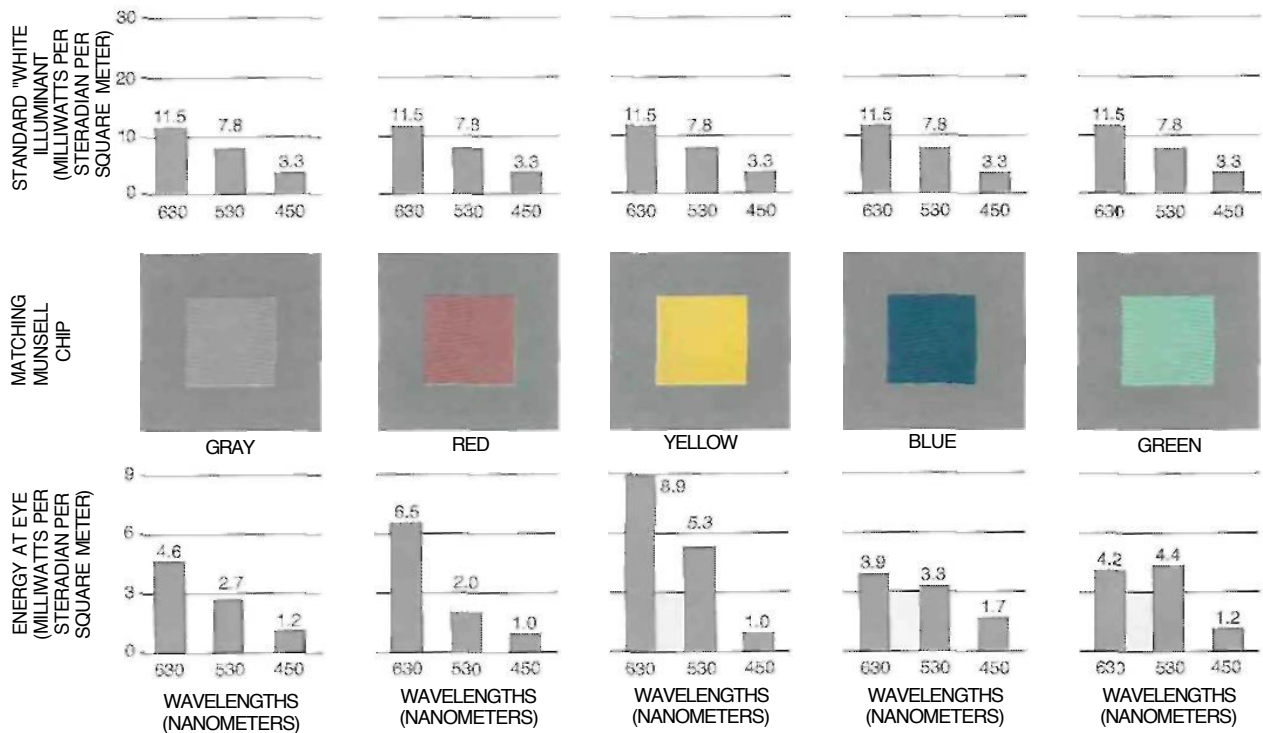 STANDARD "WHITE
ILLUMINANT
(MILLIWATTS PER
STERADIAN PER
SQUARE METER)
30
20
10
0
11.5 7.8 3.3
630 530 450
11.5 7.8 3.3
630 530 450
11.5 7.8 3.3
630 530 450
11.5 7.8 3.3
630 530 450
11.5 7.8 3.3
630 530 450
MATCHING
MUNSELL
CHIP
GRAY
RED
YELLOW
BLUE
GREEN
ENERGY AT EYE
(MILLIWATTS PER
STERADIAN PER
SQUARE METER)
9
6
3
0
4.6 2.7 1.2
630 530 450
6.5 2.0 1.0
630 530 450
8.9 5.3 1.0
630 530 450
3.9 3.3 1.7
630 530 450
4.2 4.4 1.2
630 530 450
WAVELENGTHS
(NANOMETERS)
WAVELENGTHS
(NANOMETERS)
WAVELENGTHS
(NANOMETERS)
WAVELENGTHS
(NANOMETERS)
WAVELENGTHS
(NANOMETERS)